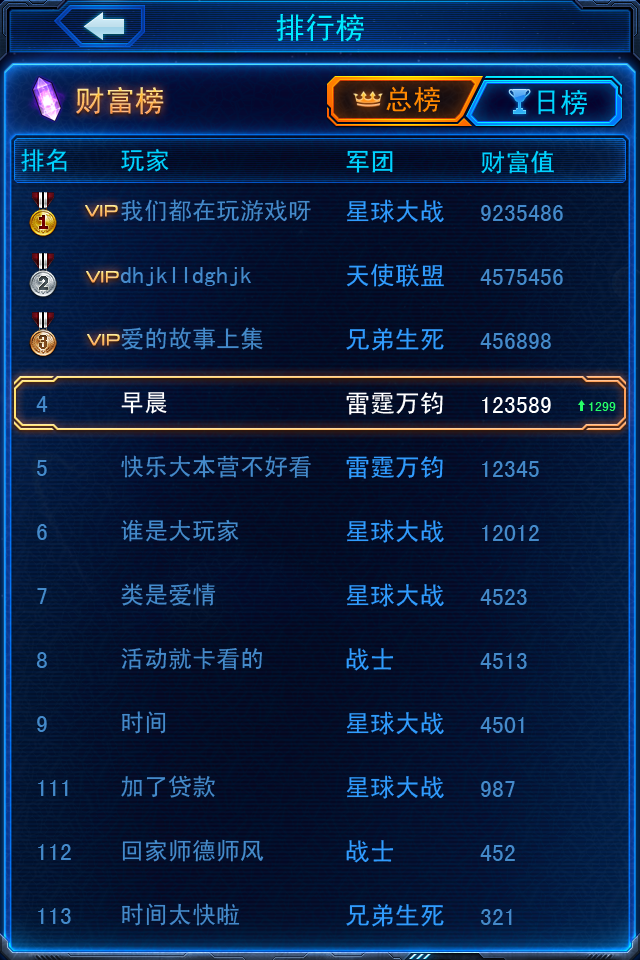 排行榜
财富榜 总榜 日榜
排名 玩家 军团 财富值
1 VIP 我们都在玩游戏呀 星球大战 9235486
2 VIP dhjklldghjk 天使联盟 4575456
3 VIP 爱的故事上集 兄弟生死 456898
4 早晨 雷霆万钧 123589 1299
5 快乐大本营不好看 雷霆万钧 12345
6 谁是大玩家 星球大战 12012
7 类是爱情 星球大战 4523
8 活动就卡看的 战士 4513
9 时间 星球大战 4501
111 加了贷款 星球大战 987
112 回家师德师风 战士 452
113 时间太快啦 兄弟生死 321